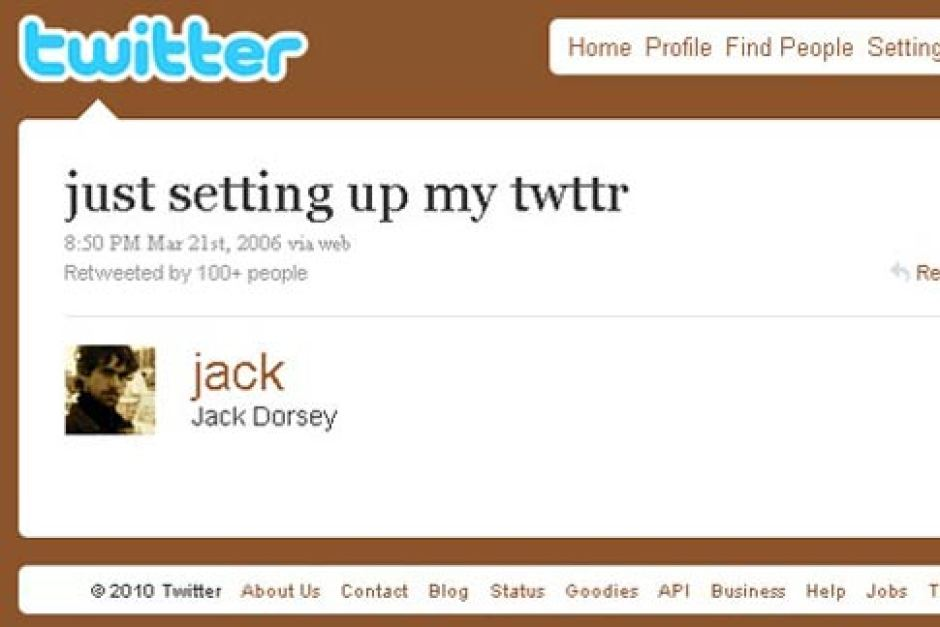 twitter
Home Profile Find People Setting
just setting up my twttr
8:50 PM Mar 21st, 2006 via web
Retweeted by 100+ people
Re
jack
Jack Dorsey
© 2010 Twitter About Us Contact Blog Status Goodies API Business Help Jobs T